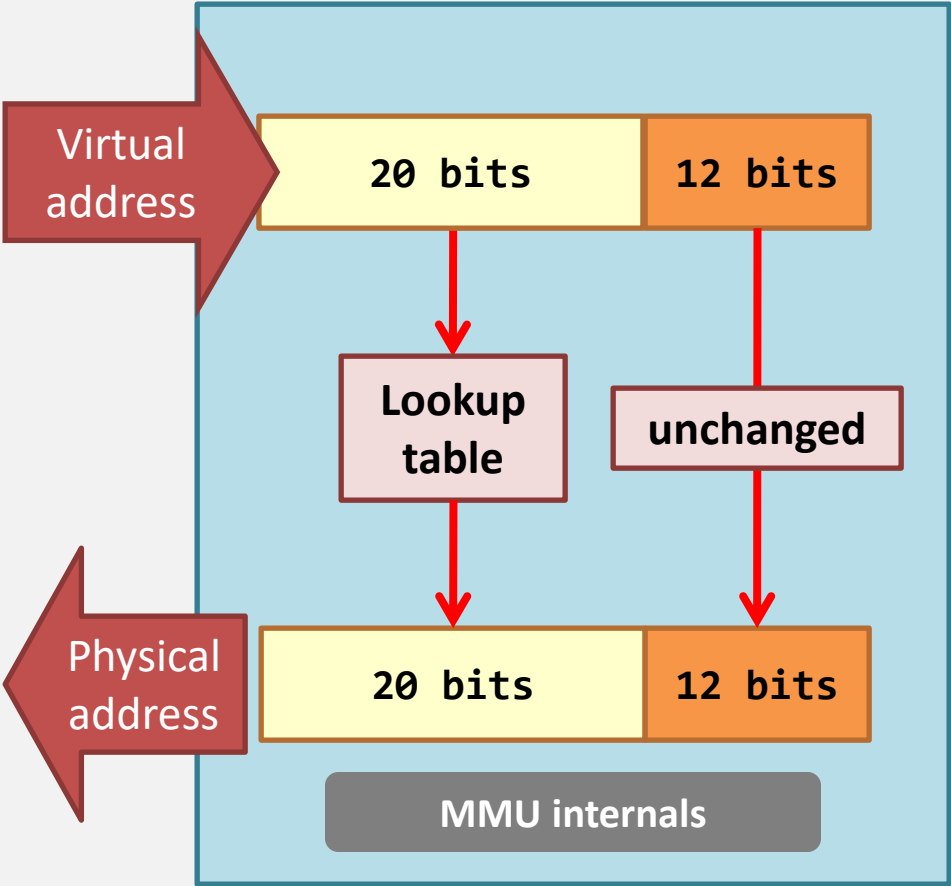 Virtual
address
20 bits
12 bits
Lookup
table
unchanged
Physical
address
20 bits
12 bits
MMU internals